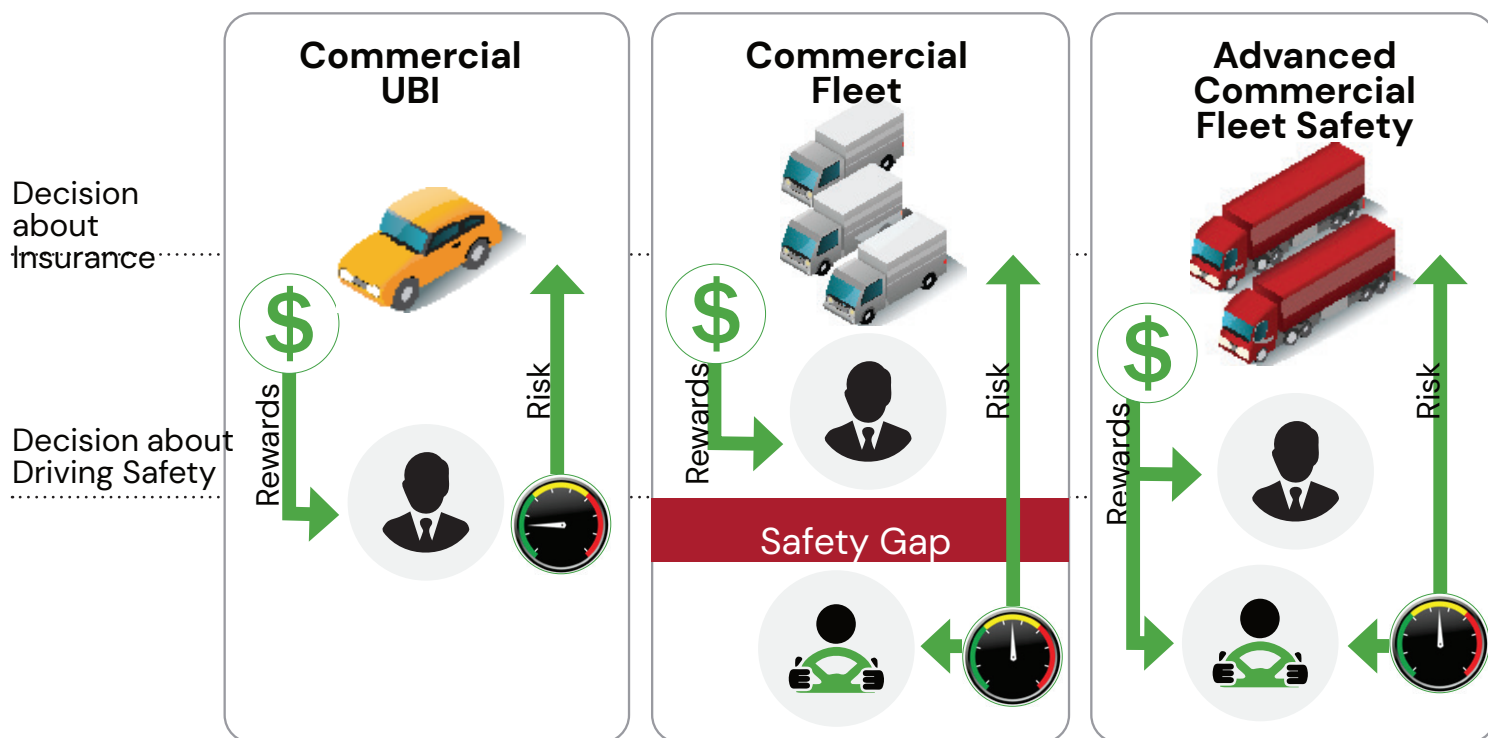 Commercial
UBI
Commercial
Fleet
Advanced
Commercial
Fleet Safety
Decision
about
Insurance
Decision about
Driving Safety
$
Rewards
Risk
$
Rewards
Risk
Safety Gap
$
Rewards
Risk